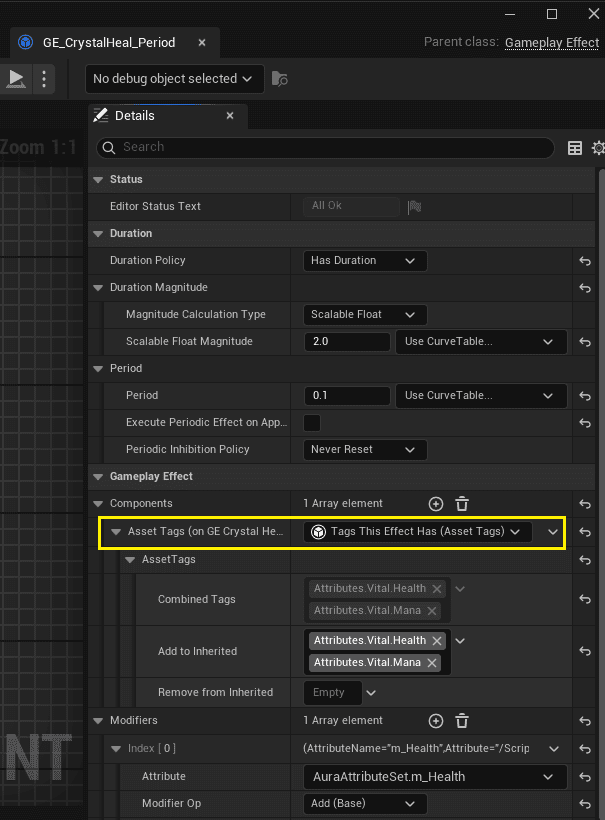 GE_CrystalHeal_Period
Parent class: Gameplay Effect
No debug object selected
Details
Zoom 1:1
Search
Status
Editor Status Text All Ok
Duration
Duration Policy Has Duration
Duration Magnitude
Magnitude Calculation Type Scalable Float
Scalable Float Magnitude 2.0 Use CurveTable...
Period
Period 0.1 Use CurveTable...
Execute Periodic Effect on App...
Periodic Inhibition Policy Never Reset
Gameplay Effect
Components 1 Array element
Asset Tags (on GE Crystal He... Tags This Effect Has (Asset Tags)
AssetTags
Combined Tags Attributes.Vital.Health
Attributes.Vital.Mana
Add to Inherited Attributes.Vital.Health
Attributes.Vital.Mana
Remove from Inherited Empty
Modifiers 1 Array element
NT
Index [ 0 ] (AttributeName="m_Health",Attribute="/Scrip
Attribute AuraAttributeSet.m_Health
Modifier Op Add (Base)